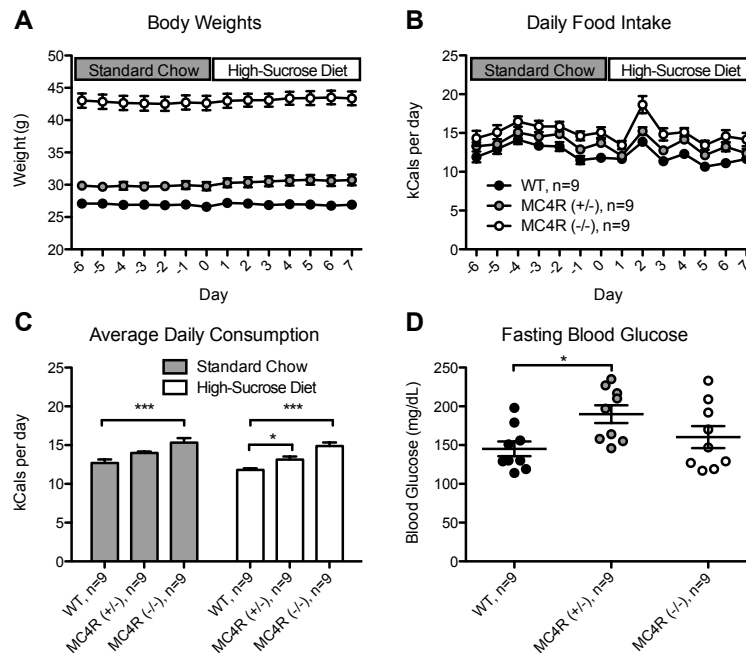 A
Body Weights
Standard Chow
High-Sucrose Diet
50
45
40
35
30
25
20
Weight (g)
-6 -5 -4 -3 -2 -1 0 1 2 3 4 5 6 7
Day
B
Daily Food Intake
Standard Chow
High-Sucrose Diet
25
20
15
10
5
0
kCals per day
WT, n=9
MC4R (+/-), n=9
MC4R (-/-), n=9
-6 -5 -4 -3 -2 -1 0 1 2 3 4 5 6 7
Day
C
Average Daily Consumption
Standard Chow
High-Sucrose Diet
25
20
15
10
5
0
kCals per day
***
***
*
WT, n=9
MC4R (+/-), n=9
MC4R (-/-), n=9
WT, n=9
MC4R (+/-), n=9
MC4R (-/-), n=9
D
Fasting Blood Glucose
*
250
200
150
100
50
0
Blood Glucose (mg/dL)
WT, n=9
MC4R (+/-), n=9
MC4R (-/-), n=9